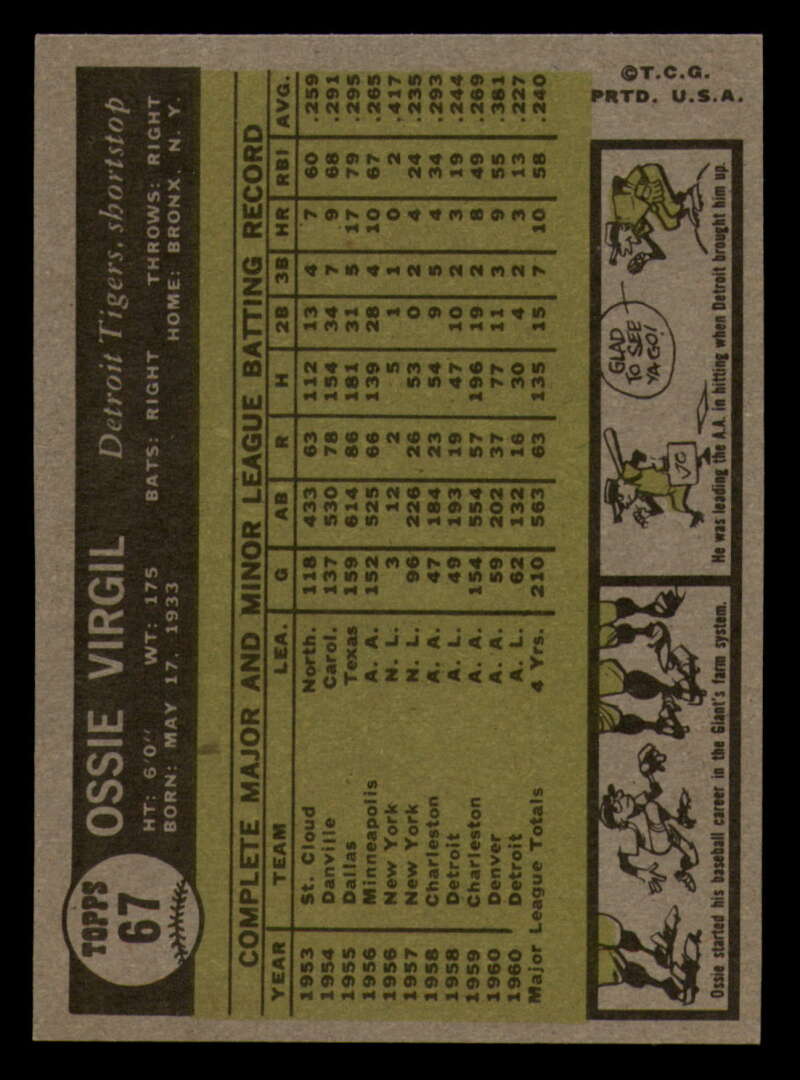 TOPPS
67
OSSIE VIRGIL Detroit Tigers, shortstop
HT: 6'0" WT: 175 BATS: RIGHT THROWS: RIGHT
BORN: MAY 17, 1933 HOME: BRONX, N. Y.
COMPLETE MAJOR AND MINOR LEAGUE BATTING RECORD
YEAR TEAM LEA. G AB R H 2B 3B HR RBI AVG.
1953 St. Cloud North. 118 433 63 112 13 4 7 60 .259
1954 Danville Carol. 137 530 78 154 34 7 9 68 .291
1955 Dallas Texas 159 614 86 181 31 5 17 79 .295
1956 Minneapolis A. A. 152 525 66 139 28 4 10 67 .265
1956 New York N. L. 3 12 2 5 1 1 0 2 .417
1957 New York N. L. 96 226 26 53 0 2 4 24 .235
1958 Charleston A. A. 47 184 23 54 9 5 4 34 .293
1958 Detroit A. L. 49 193 19 47 10 2 3 19 .244
1959 Charleston A. A. 154 554 57 196 19 2 8 49 .269
1960 Denver A. A. 59 202 37 77 11 3 9 55 .381
1960 Detroit A. L. 62 132 16 30 4 2 3 13 .227
Major League Totals 4 Yrs. 210 563 63 135 15 7 10 58 .240
Ossie started his baseball career in the Giant's farm system.
GLAD
TO SEE
YA GO!
He was leading the A.A. in hitting when Detroit brought him up.
©T.C.G.
PRTD. U.S.A.